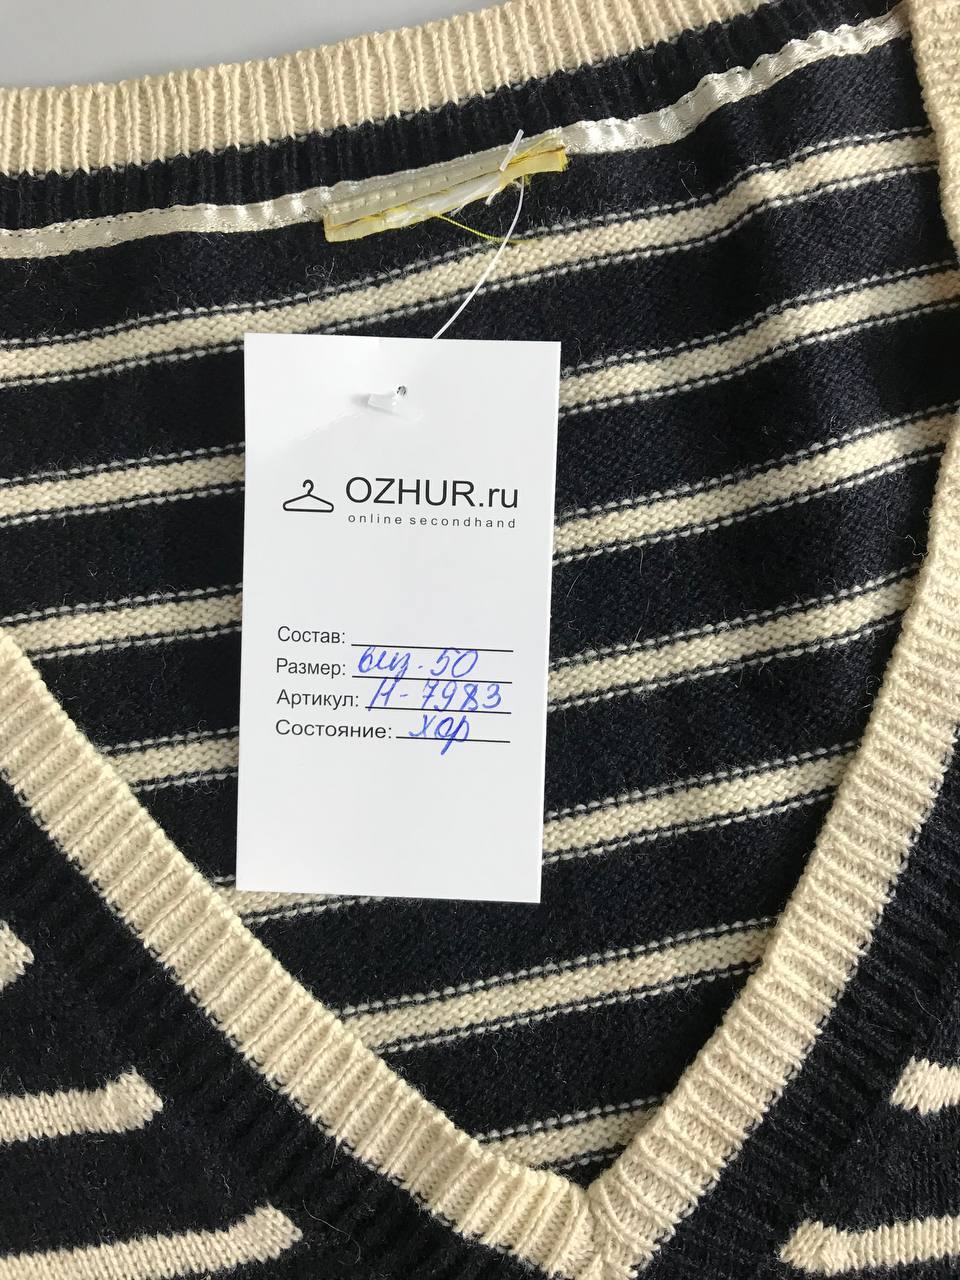 OZHUR.ru
online secondhand
Состав:
Размер: виз. 50
Артикул: Н-7983
Состояние: хор